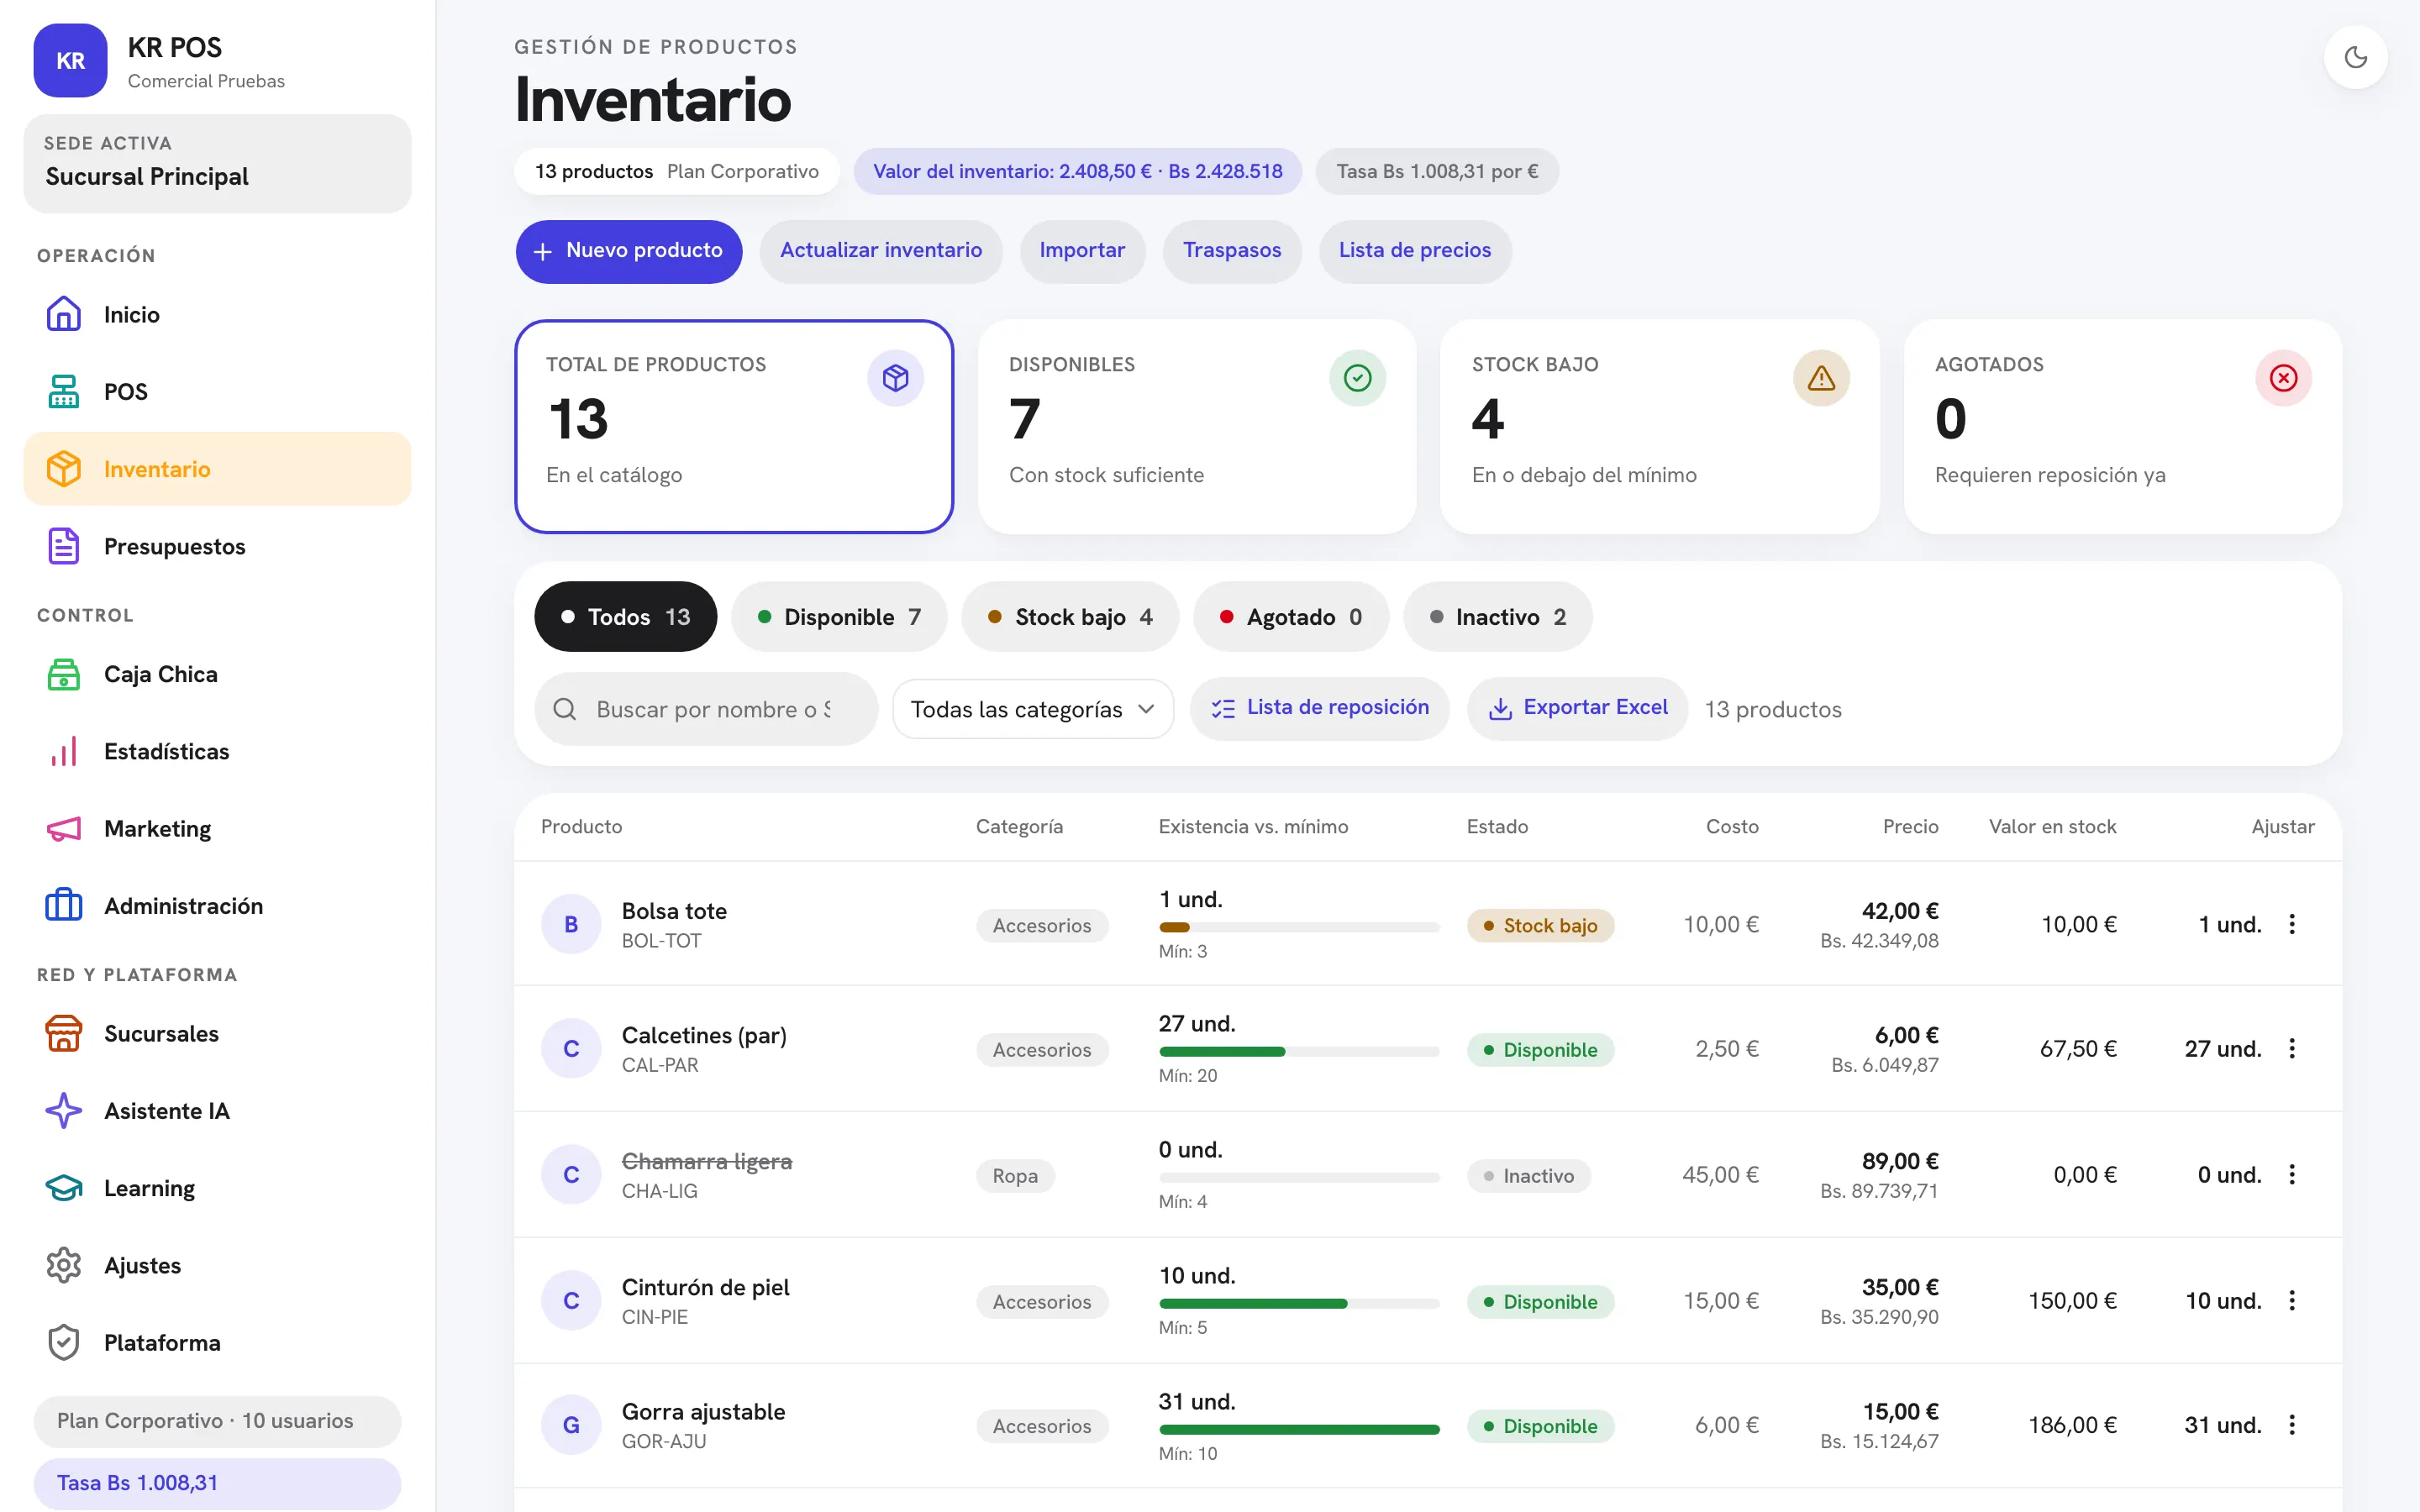 KR
KR POS
Comercial Pruebas
SEDE ACTIVA
Sucursal Principal
OPERACIÓN
Inicio
POS
Inventario
Presupuestos
CONTROL
Caja Chica
Estadísticas
Marketing
Administración
RED Y PLATAFORMA
Sucursales
Asistente IA
Learning
Ajustes
Plataforma
Plan Corporativo · 10 usuarios
Tasa Bs 1.008,31
GESTIÓN DE PRODUCTOS
Inventario
13 productos Plan Corporativo
Valor del inventario: 2.408,50 € · Bs 2.428.518
Tasa Bs 1.008,31 por €
Nuevo producto
Actualizar inventario
Importar
Traspasos
Lista de precios
TOTAL DE PRODUCTOS
13
En el catálogo
DISPONIBLES
7
Con stock suficiente
STOCK BAJO
4
En o debajo del mínimo
AGOTADOS
0
Requieren reposición ya
Todos 13
Disponible 7
Stock bajo 4
Agotado 0
Inactivo 2
Buscar por nombre o
Todas las categorías
Lista de reposición
Exportar Excel
13 productos
Producto Categoría Existencia vs. mínimo Estado Costo Precio Valor en stock Ajustar
B
Bolsa tote
BOL-TOT
Accesorios
1 und.
Mín: 3
Stock bajo
10,00 €
42,00 €
Bs. 42.349,08
10,00 €
1 und.
C
Calcetines (par)
CAL-PAR
Accesorios
27 und.
Mín: 20
Disponible
2,50 €
6,00 €
Bs. 6.049,87
67,50 €
27 und.
C
Chamarra ligera
CHA-LIG
Ropa
0 und.
Mín: 4
Inactivo
45,00 €
89,00 €
Bs. 89.739,71
0,00 €
0 und.
C
Cinturón de piel
CIN-PIE
Accesorios
10 und.
Mín: 5
Disponible
15,00 €
35,00 €
Bs. 35.290,90
150,00 €
10 und.
G
Gorra ajustable
GOR-AJU
Accesorios
31 und.
Mín: 10
Disponible
6,00 €
15,00 €
Bs. 15.124,67
186,00 €
31 und.